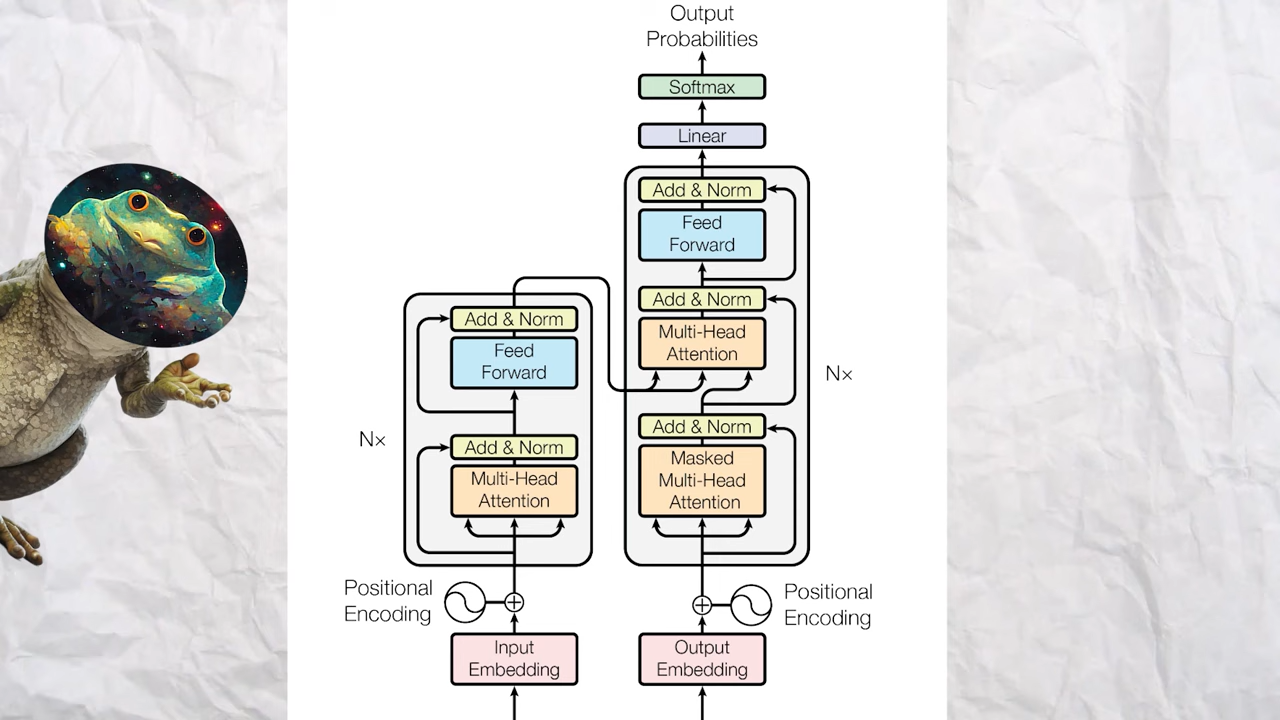 Output
Probabilities
Softmax
Linear
Add & Norm
Feed
Forward
Add & Norm
Multi-Head
Attention
Add & Norm
Masked
Multi-Head
Attention
Nx
Positional
Encoding
Output
Embedding
Add & Norm
Feed
Forward
Add & Norm
Multi-Head
Attention
Nx
Positional
Encoding
Input
Embedding